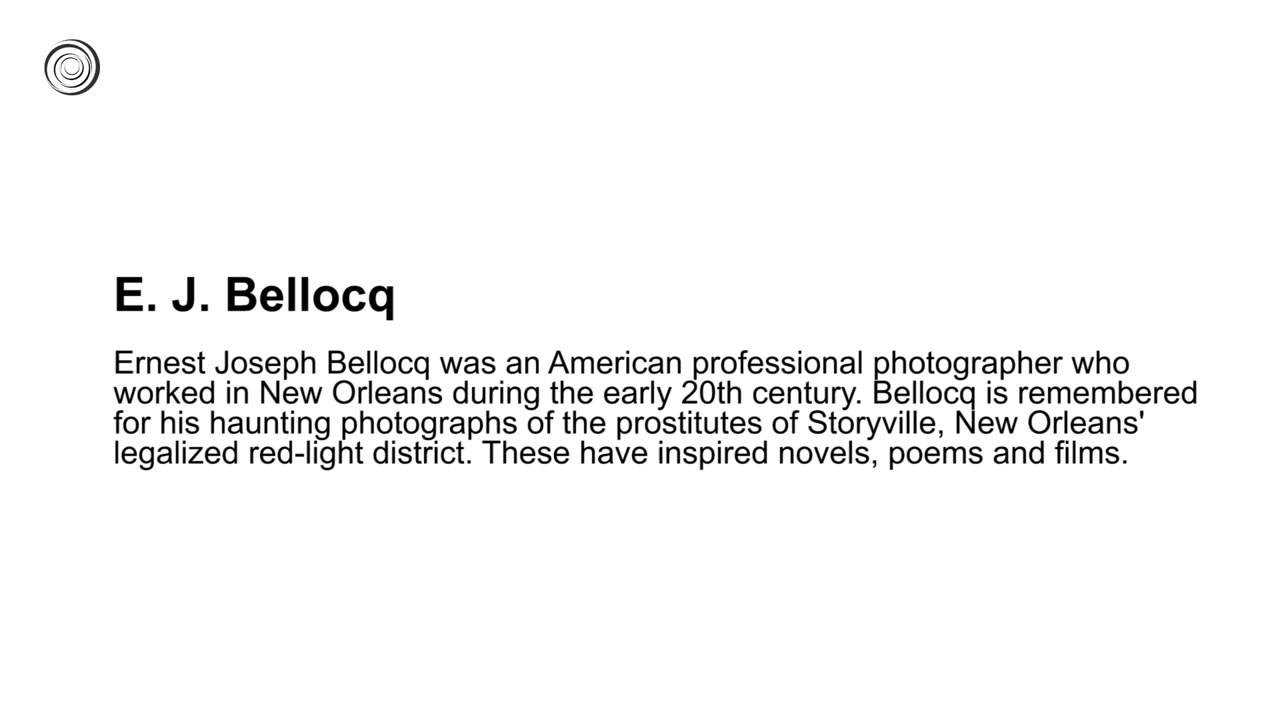 E. J. Bellocq
Ernest Joseph Bellocq was an American professional photographer who
worked in New Orleans during the early 20th century. Bellocq is remembered
for his haunting photographs of the prostitutes of Storyville, New Orleans'
legalized red-light district. These have inspired novels, poems and films.